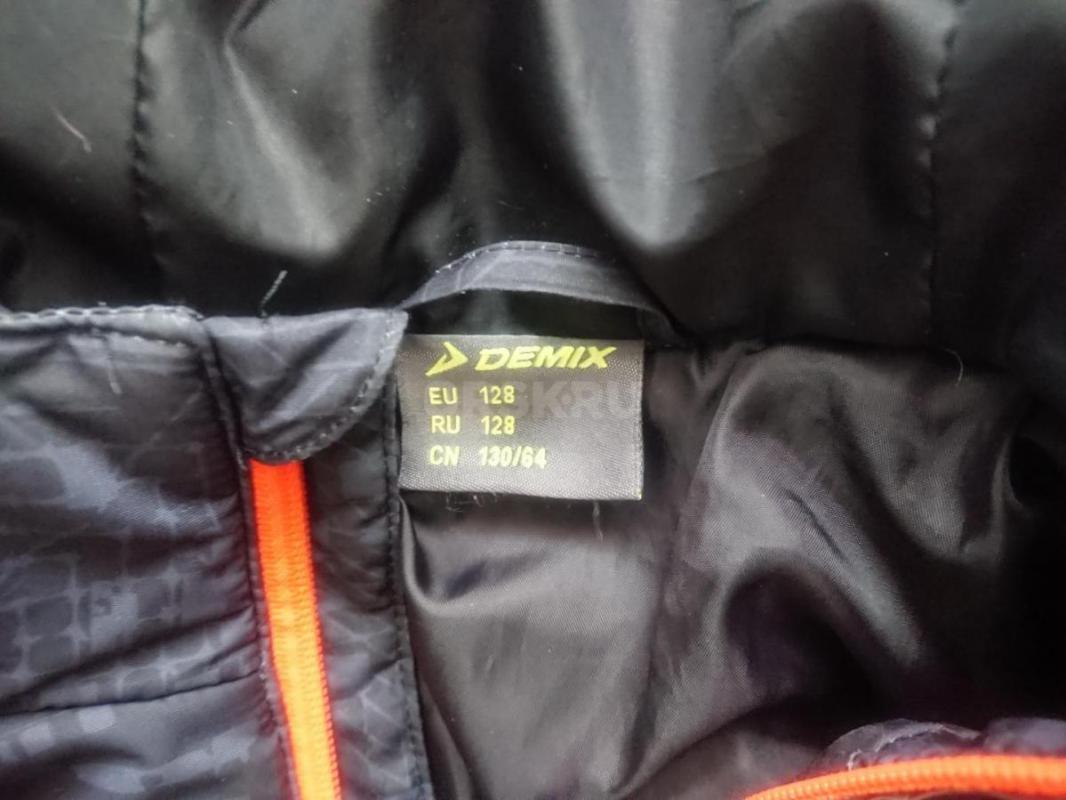 DEMIX
EU 128
RU 128
CN 130/64